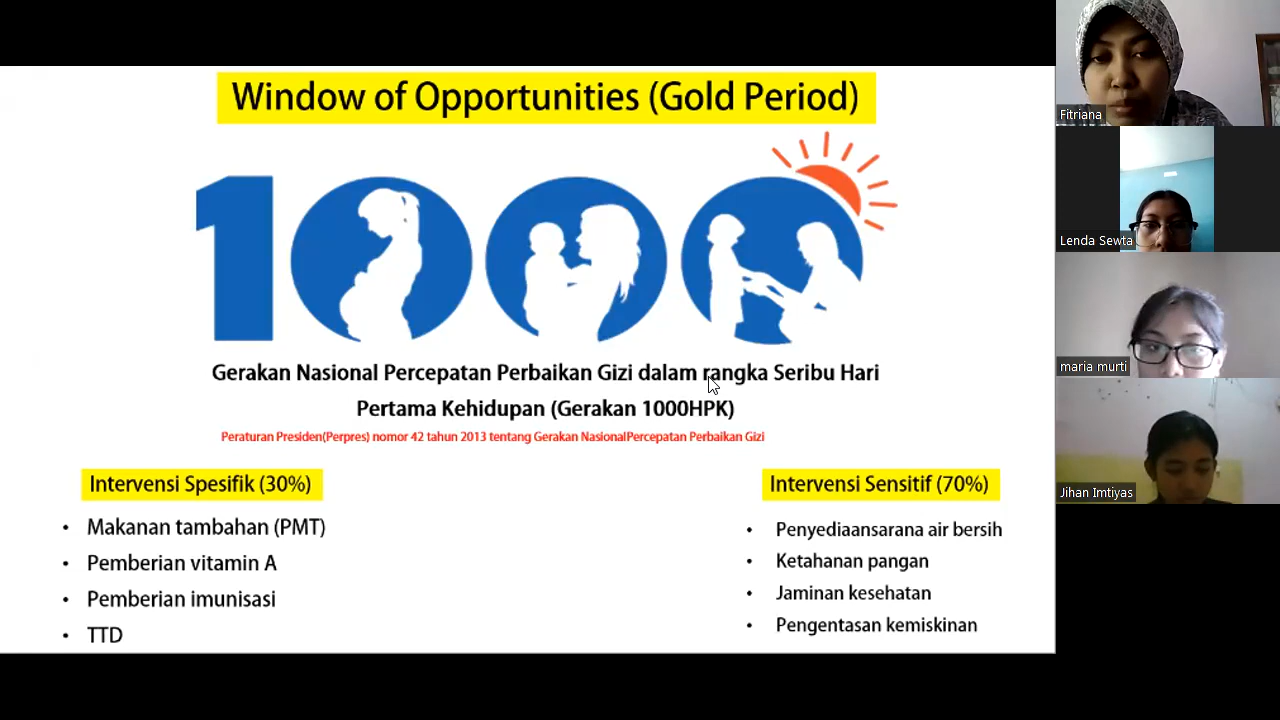 Window of Opportunities (Gold Period)
1000
Gerakan Nasional Percepatan Perbaikan Gizi dalam rangka Seribu Hari
Pertama Kehidupan (Gerakan 1000HPK)
Peraturan Presiden(Perpres) nomor 42 tahun 2013 tentang Gerakan NasionalPercepatan Perbaikan Gizi
Intervensi Spesifik (30%)
• Makanan tambahan (PMT)
• Pemberian vitamin A
• Pemberian imunisasi
• TTD
Intervensi Sensitif (70%)
• Penyediaansarana air bersih
• Ketahanan pangan
• Jaminan kesehatan
• Pengentasan kemiskinan
Fitriana
Lenda Sewta
maria murti
Jihan Imtiyas